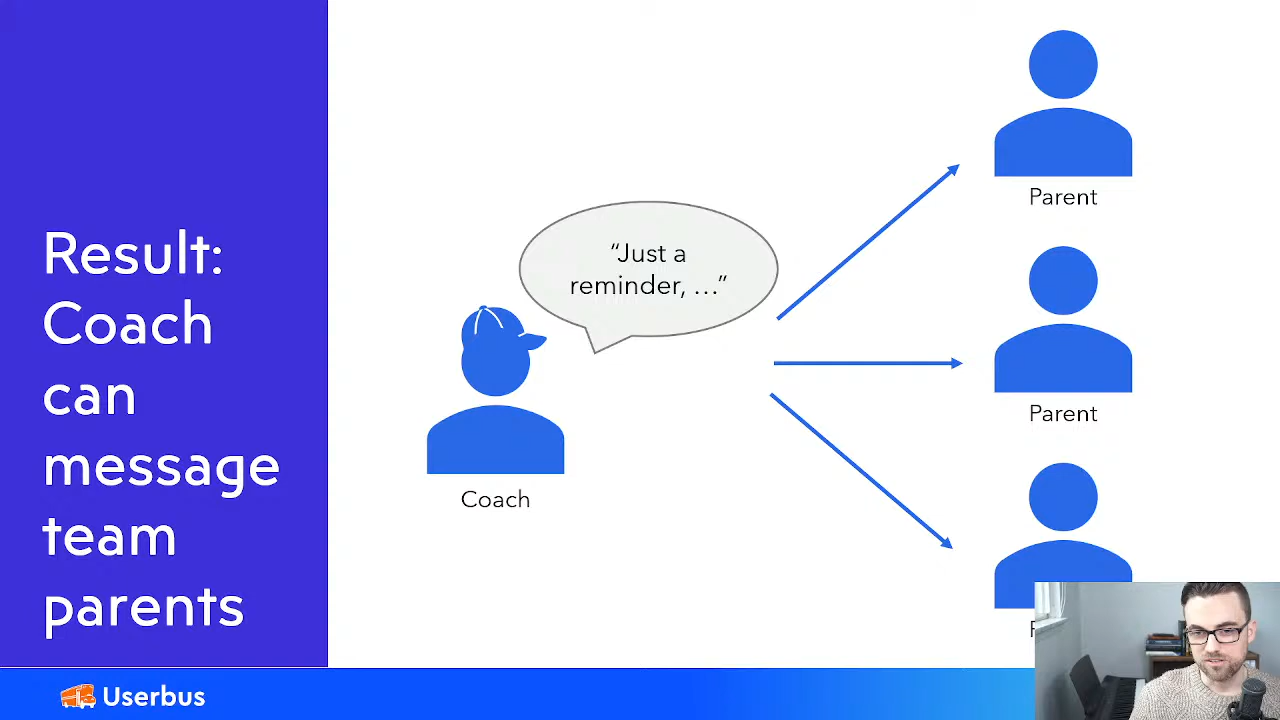 Result:
Coach
can
message
team
parents
“Just a
reminder, …”
Coach
Parent
Parent
Userbus